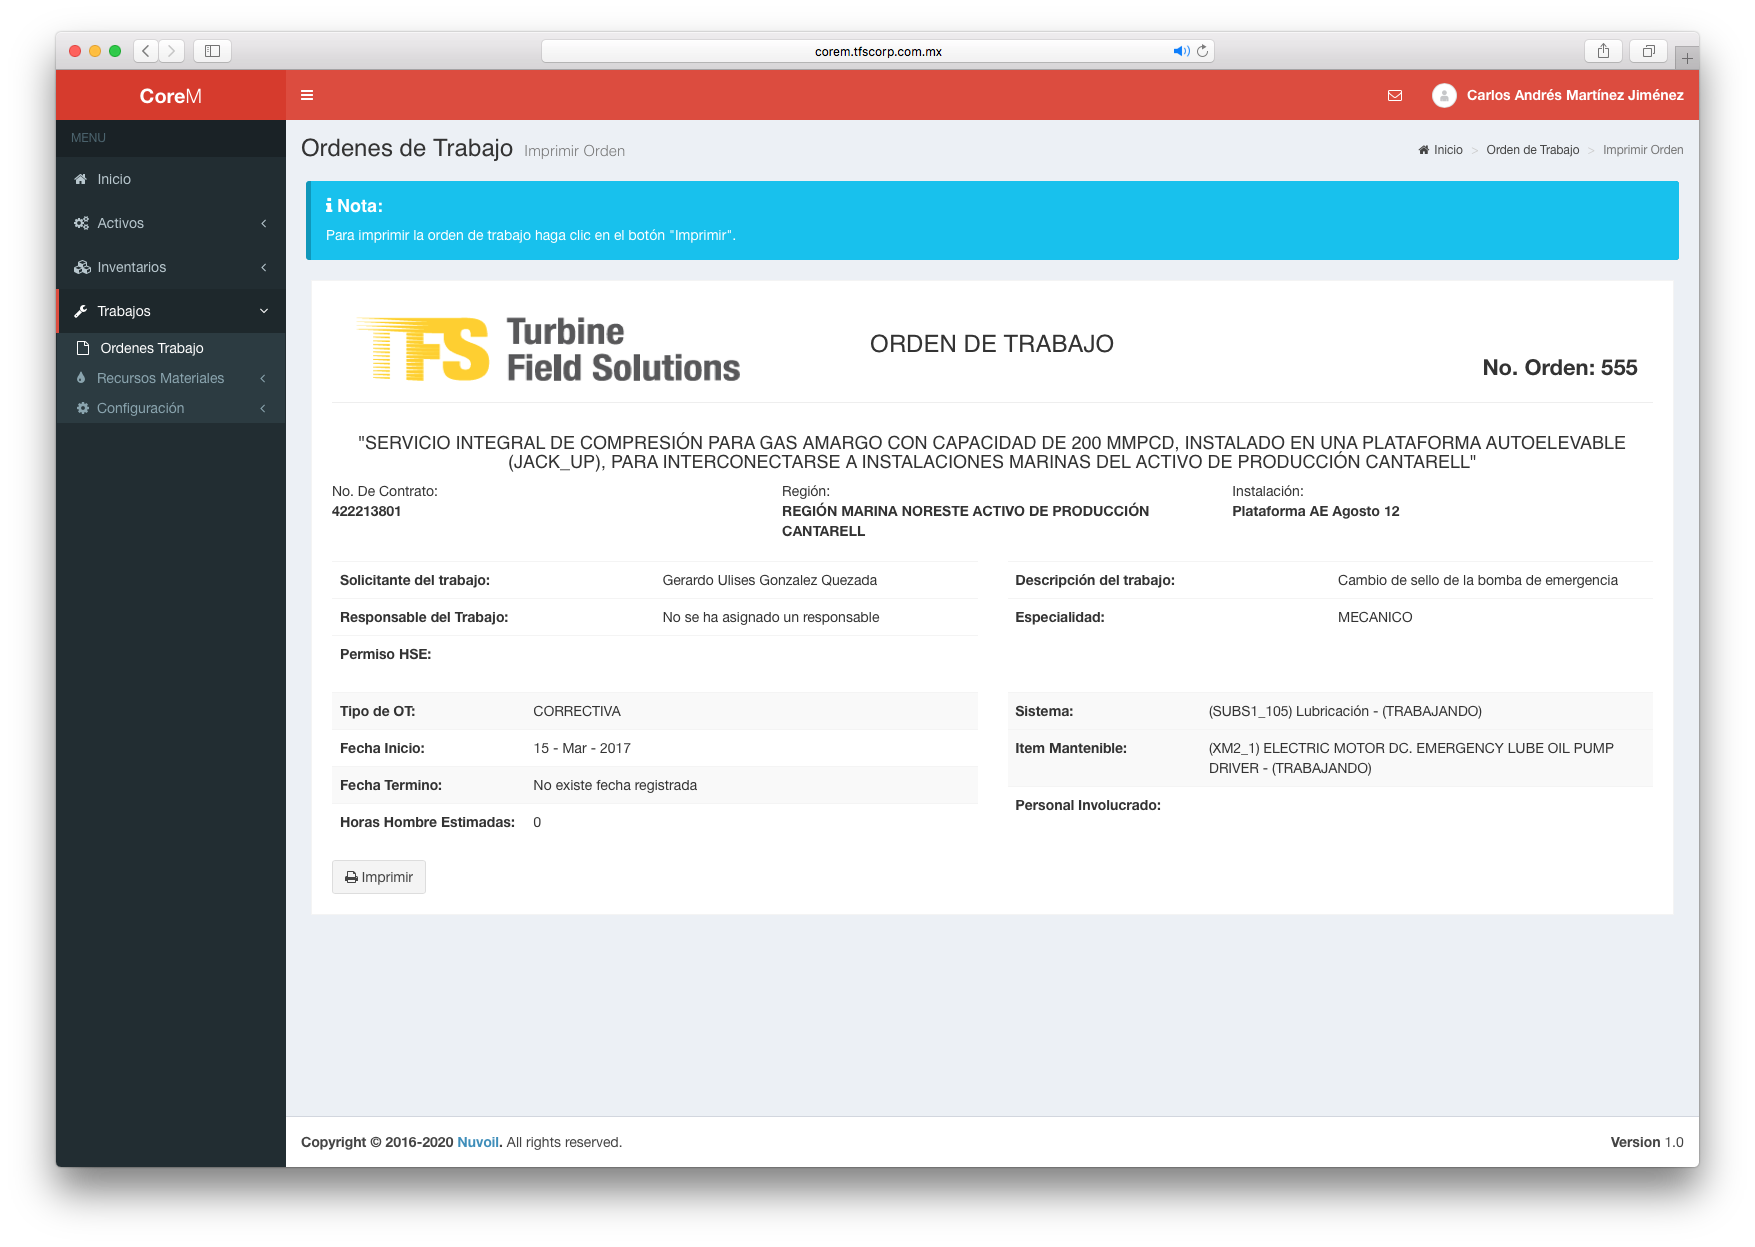 corem.tfscorp.com.mx
CoreM
Carlos Andrés Martínez Jiménez
MENU
Inicio
Activos
Inventarios
Trabajos
Ordenes Trabajo
Recursos Materiales
Configuración
Ordenes de Trabajo Imprimir Orden
Inicio > Orden de Trabajo > Imprimir Orden
Nota:
Para imprimir la orden de trabajo haga clic en el botón "Imprimir".
TFS Turbine
Field Solutions
ORDEN DE TRABAJO
No. Orden: 555
"SERVICIO INTEGRAL DE COMPRESIÓN PARA GAS AMARGO CON CAPACIDAD DE 200 MMPCD, INSTALADO EN UNA PLATAFORMA AUTOELEVABLE
(JACK_UP), PARA INTERCONECTARSE A INSTALACIONES MARINAS DEL ACTIVO DE PRODUCCIÓN CANTARELL"
No. De Contrato:
422213801
Región:
REGIÓN MARINA NORESTE ACTIVO DE PRODUCCIÓN
CANTARELL
Instalación:
Plataforma AE Agosto 12
Solicitante del trabajo: Gerardo Ulises Gonzalez Quezada
Responsable del Trabajo: No se ha asignado un responsable
Permiso HSE:
Descripción del trabajo: Cambio de sello de la bomba de emergencia
Especialidad: MECANICO
Tipo de OT: CORRECTIVA
Fecha Inicio: 15 - Mar - 2017
Fecha Termino: No existe fecha registrada
Horas Hombre Estimadas: 0
Sistema: (SUBS1_105) Lubricación - (TRABAJANDO)
Item Mantenible: (XM2_1) ELECTRIC MOTOR DC. EMERGENCY LUBE OIL PUMP
DRIVER - (TRABAJANDO)
Personal Involucrado:
Imprimir
Copyright © 2016-2020 Nuvoil. All rights reserved.
Version 1.0